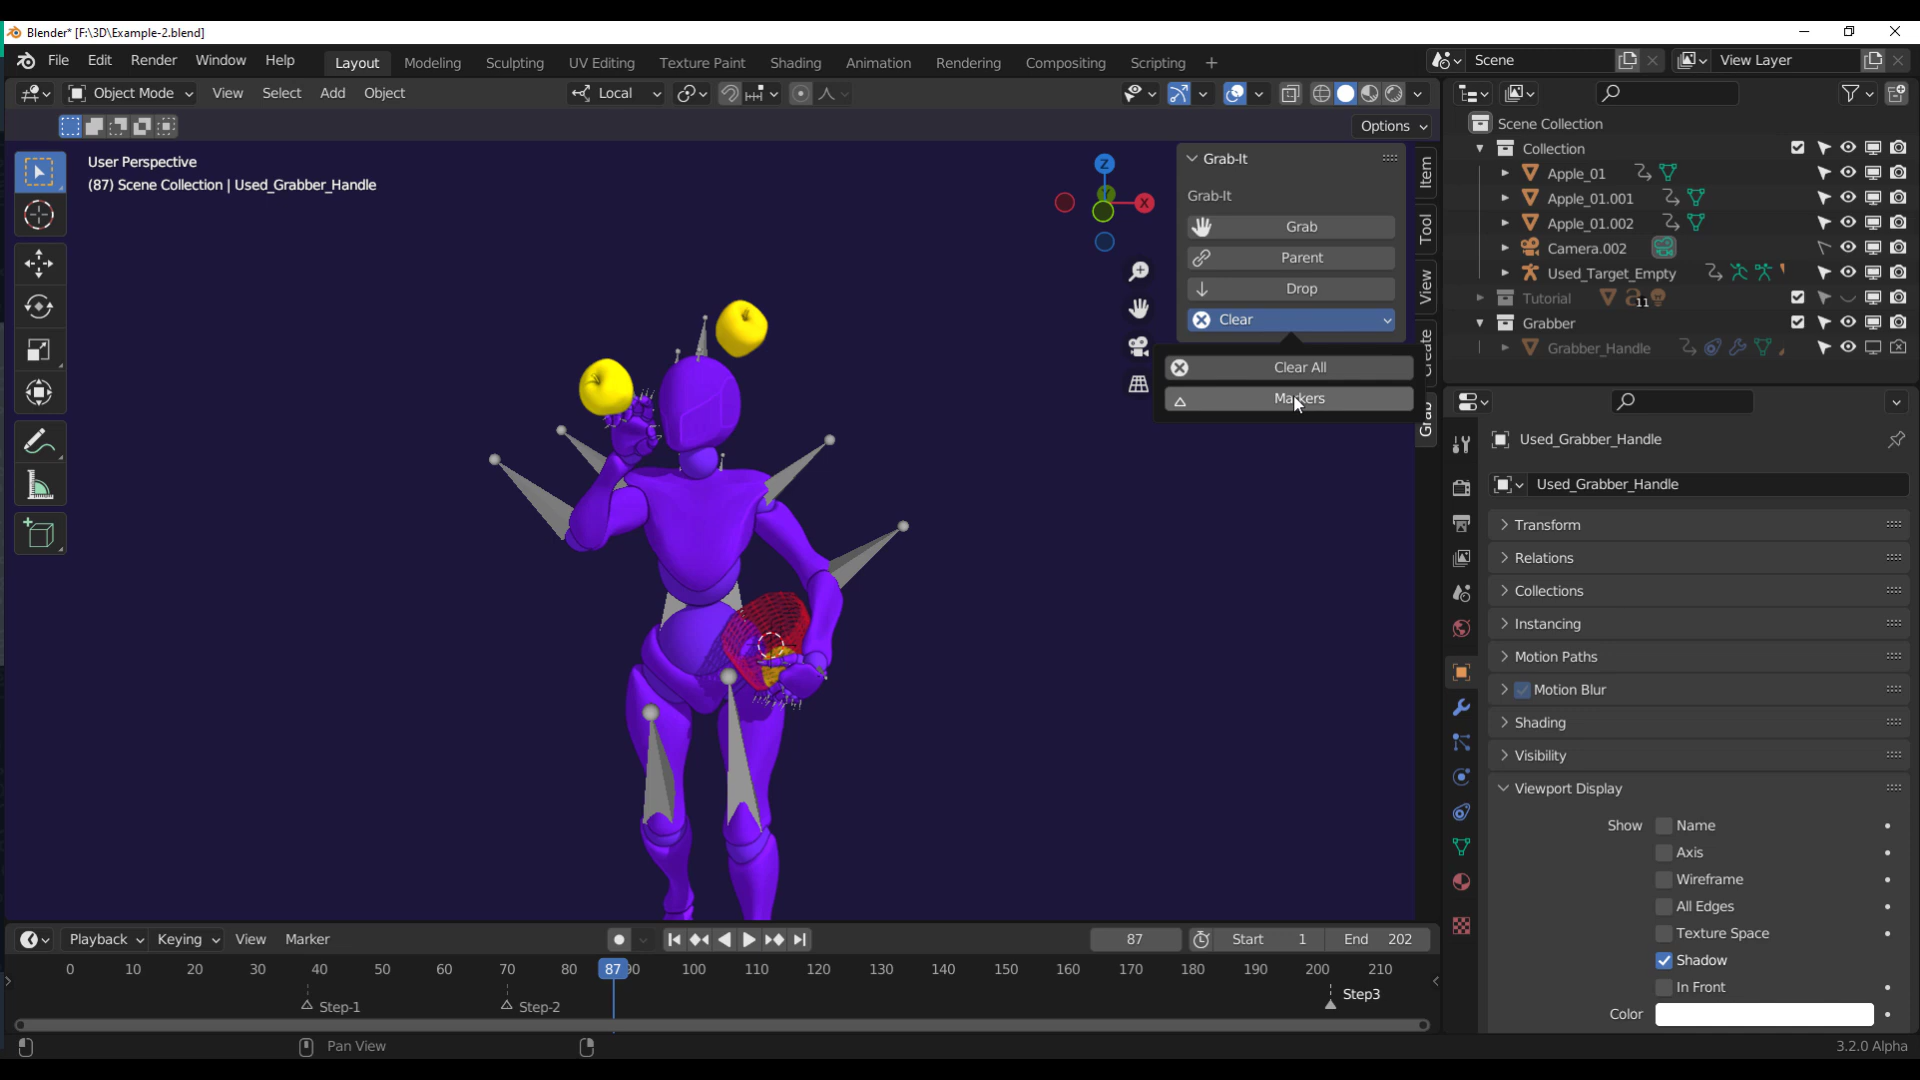 Blender* [F:\3D\Example-2.blend]
File Edit Render Window Help Layout Modeling Sculpting UV Editing Texture Paint Shading Animation Rendering Compositing Scripting + Scene View Layer
Object Mode View Select Add Object Local
Options
User Perspective
(87) Scene Collection | Used_Grabber_Handle
Z
Y
X
Grab-It
Grab-It
Grab
Parent
Drop
Clear
Clear All
Markers
Item
Tool
View
Create
Grab
Scene Collection
Collection
Apple_01
Apple_01.001
Apple_01.002
Camera.002
Used_Target_Empty
Tutorial 11
Grabber
Grabber_Handle
Used_Grabber_Handle
Used_Grabber_Handle
Transform
Relations
Collections
Instancing
Motion Paths
Motion Blur
Shading
Visibility
Viewport Display
Show Name
Axis
Wireframe
All Edges
Texture Space
Shadow
In Front
Color
Playback Keying View Marker 87 Start 1 End 202
0 10 20 30 40 50 60 70 80 87 90 100 110 120 130 140 150 160 170 180 190 200 210
Step-1 Step-2 Step3
Pan View 3.2.0 Alpha